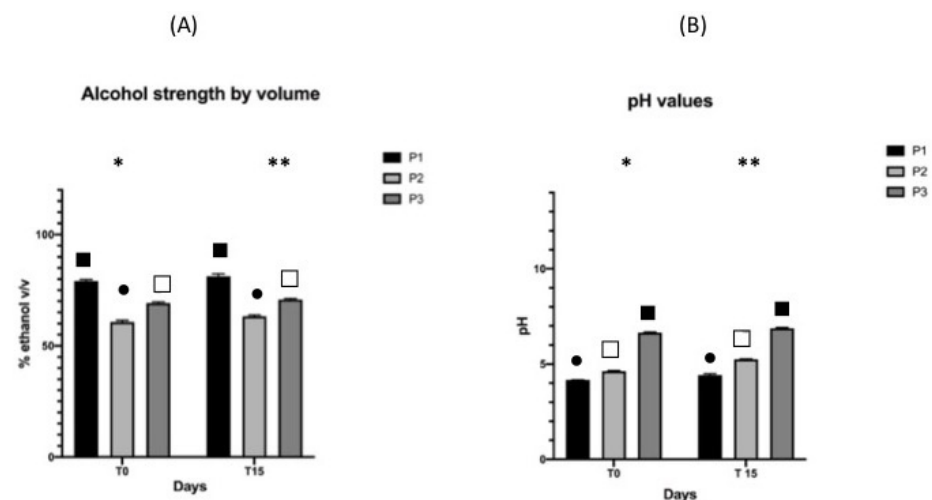 (A)
Alcohol strength by volume
* **
P1
P2
P3
% ethanol v/v
100
50
0
T0 T15
Days
(B)
pH values
* **
P1
P2
P3
pH
10
5
0
T0 T 15
Days